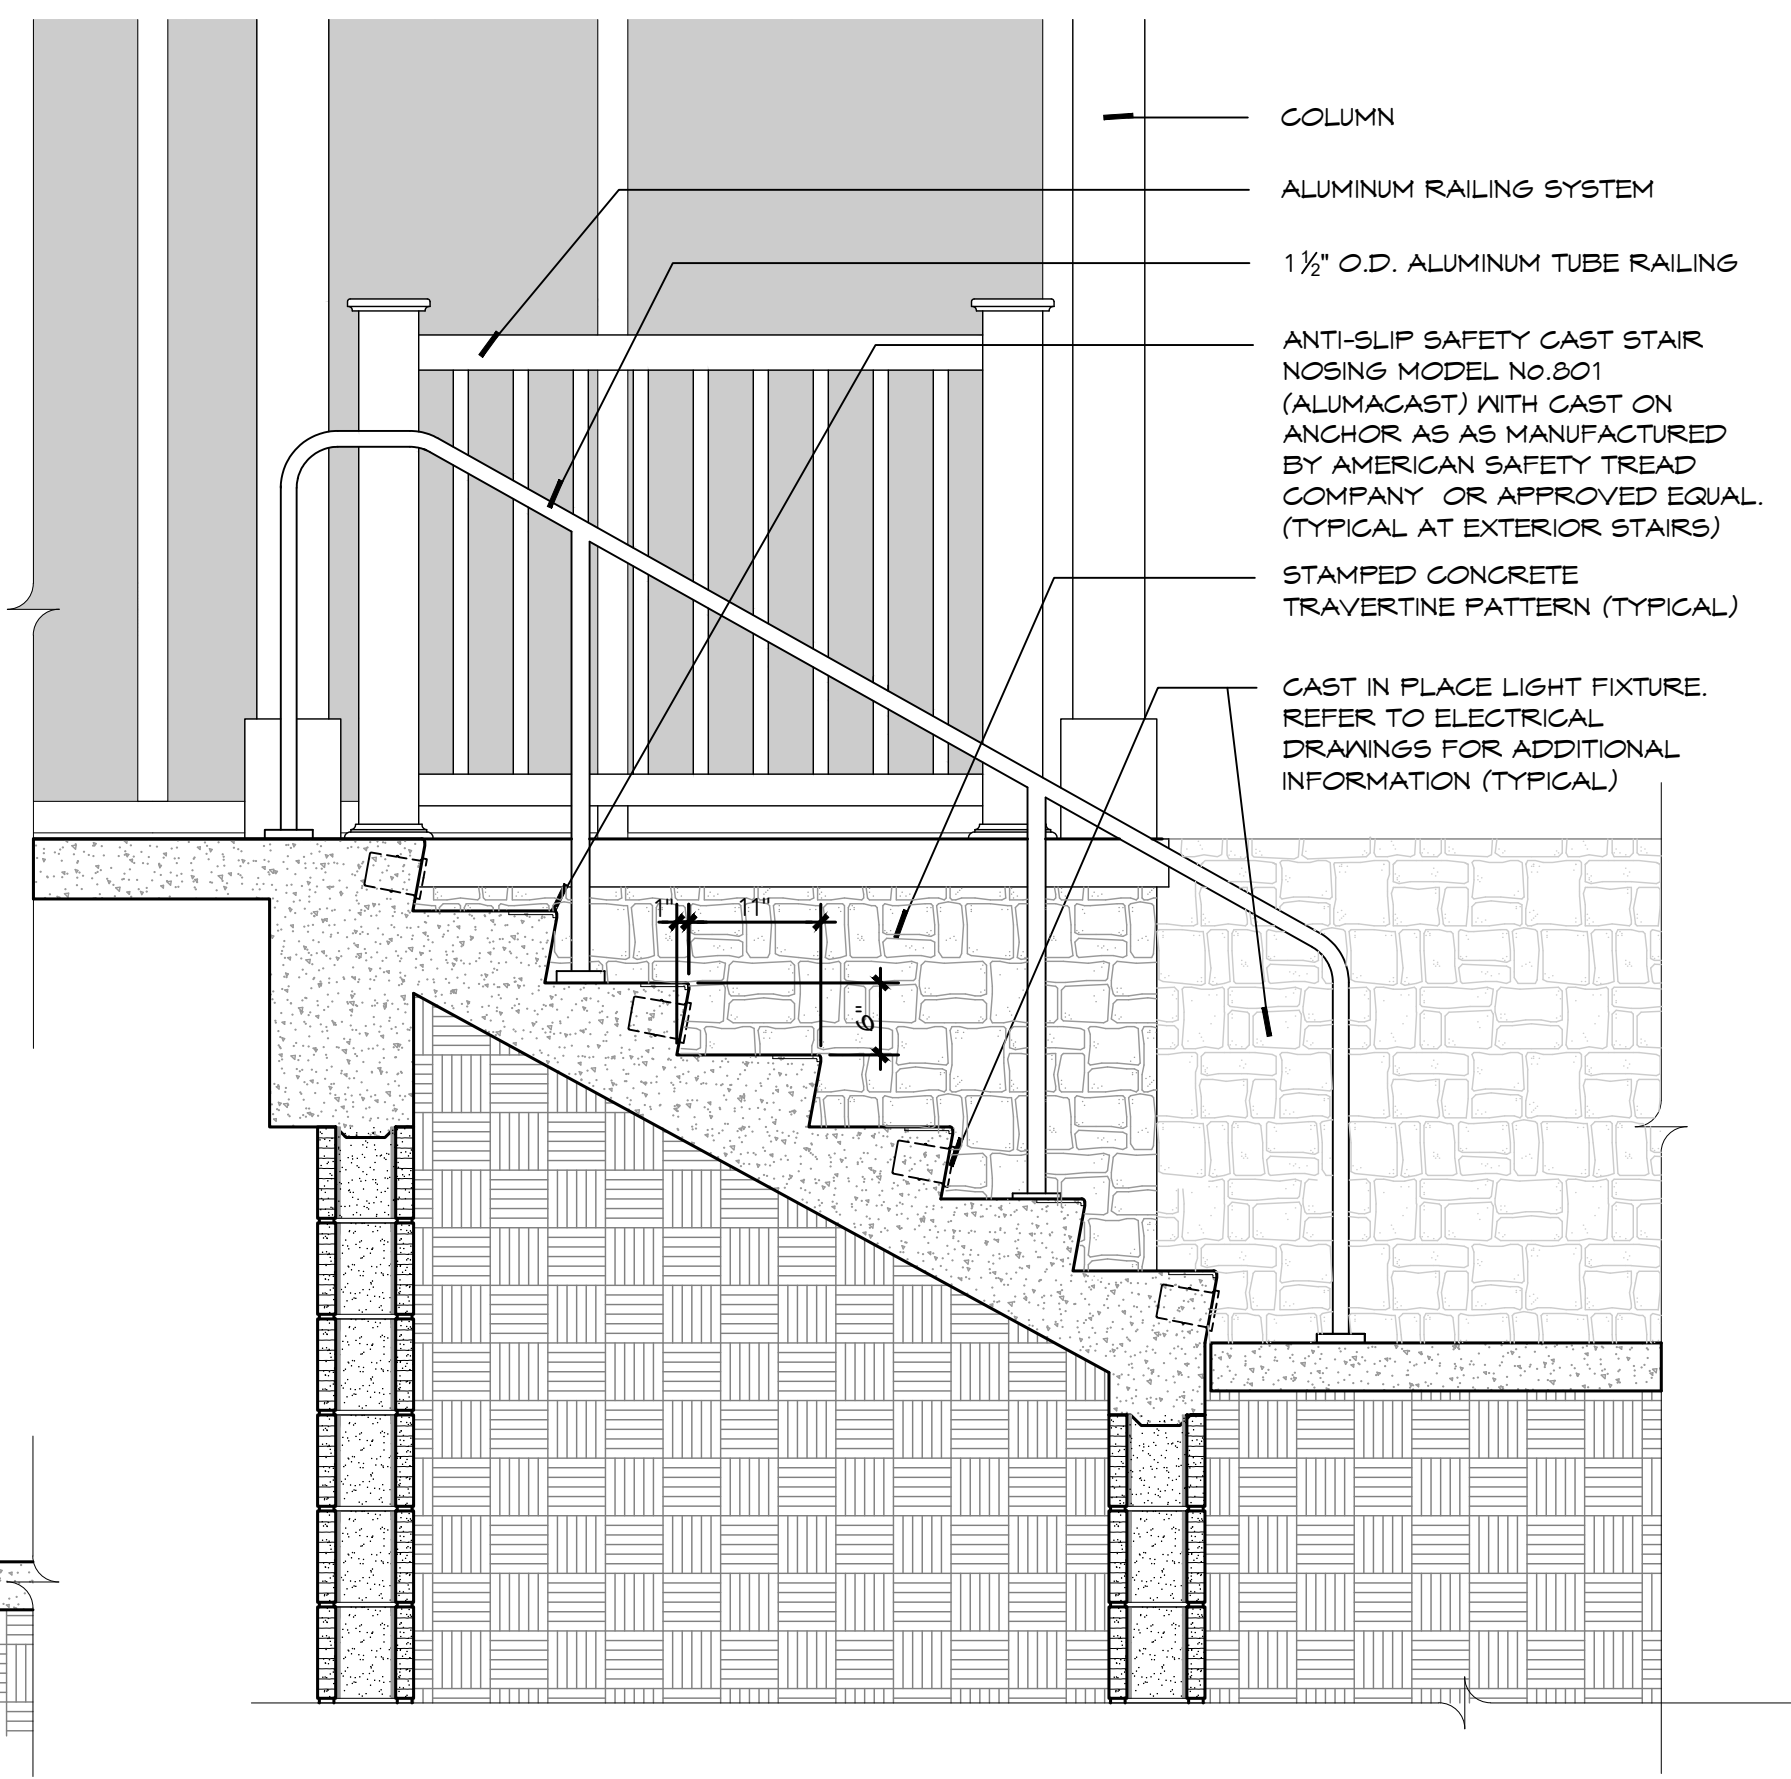 COLUMN
ALUMINUM RAILING SYSTEM
1½" O.D. ALUMINUM TUBE RAILING
ANTI-SLIP SAFETY CAST STAIR
NOSING MODEL No.801
(ALUMACAST) WITH CAST ON
ANCHOR AS AS MANUFACTURED
BY AMERICAN SAFETY TREAD
COMPANY OR APPROVED EQUAL.
(TYPICAL AT EXTERIOR STAIRS)
STAMPED CONCRETE
TRAVERTINE PATTERN (TYPICAL)
CAST IN PLACE LIGHT FIXTURE.
REFER TO ELECTRICAL
DRAWINGS FOR ADDITIONAL
INFORMATION (TYPICAL)
1" 11"
6"